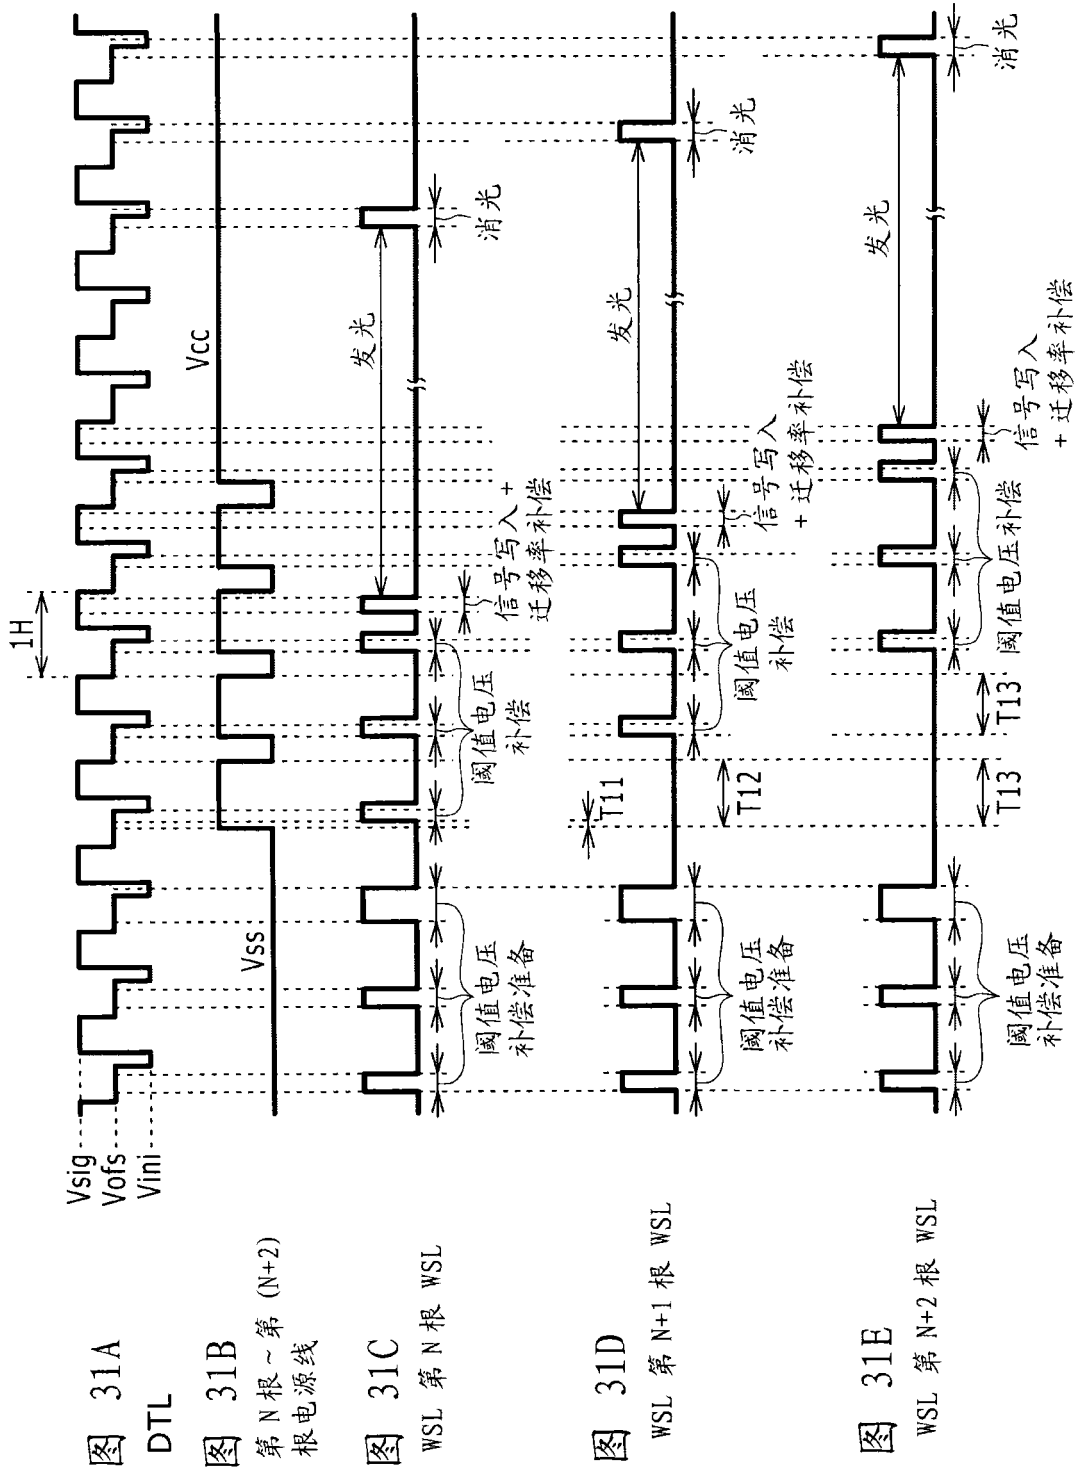 图 31A
DTL
Vsig
Vofs
Vini
1H
图 31B
第 N 根 ~ 第 (N+2)
根电源线
Vss
Vcc
图 31C
WSL 第 N 根 WSL
阈值电压
补偿准备
阈值电压
补偿
信号写入 +
迁移率补偿
发光
消光
图 31D
WSL 第 N+1 根 WSL
阈值电压
补偿准备
T11
T12
阈值电压
补偿
信号写入
+ 迁移率补偿
发光
消光
图 31E
WSL 第 N+2 根 WSL
阈值电压
补偿准备
T13
T13
阈值电压补偿
信号写入
+ 迁移率补偿
发光
消光